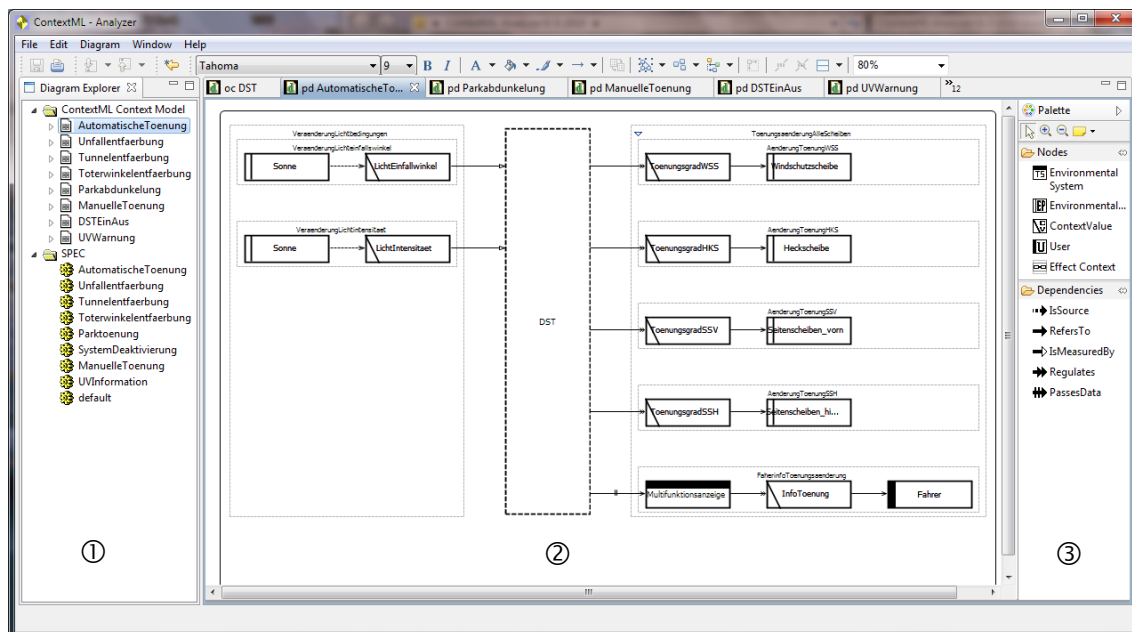 ContextML - Analyzer
File Edit Diagram Window Help
Tahoma 9 B I A 80%
Diagram Explorer
oc DST
pd AutomatischeTo...
pd Parkabdunkelung
pd ManuelleToenung
pd DSTEinAus
pd UVWarnung
»12
ContextML Context Model
AutomatischeToenung
Unfallentfaerbung
Tunnelentfaerbung
Toterwinkelentfaerbung
Parkabdunkelung
ManuelleToenung
DSTEinAus
UVWarnung
SPEC
AutomatischeToenung
Unfallentfaerbung
Tunnelentfaerbung
Toterwinkelentfaerbung
Parktoenung
SystemDeaktivierung
ManuelleToenung
UVInformation
default
①
VeraenderungLichtbedingungen
VeraenderungLichteinfallswinkel
Sonne
LichtEinfallwinkel
VeraenderungLichtintensitaet
Sonne
LichtIntensitaet
DST
ToenungsaenderungAlleScheiben
AenderungToenungWSS
ToenungsgradWSS
Windschutzscheibe
AenderungToenungHKS
ToenungsgradHKS
Heckscheibe
AenderungToenungSSV
ToenungsgradSSV
Seitenscheiben_vorn
AenderungToenungSSH
ToenungsgradSSH
Seitenscheiben_hi...
Multifunktionsanzeige
InfoToenung
Fahrer
②
Palette
Nodes
TS Environmental
System
EP Environmental...
ContextValue
U User
Effect Context
Dependencies
IsSource
RefersTo
IsMeasuredBy
Regulates
PassesData
③